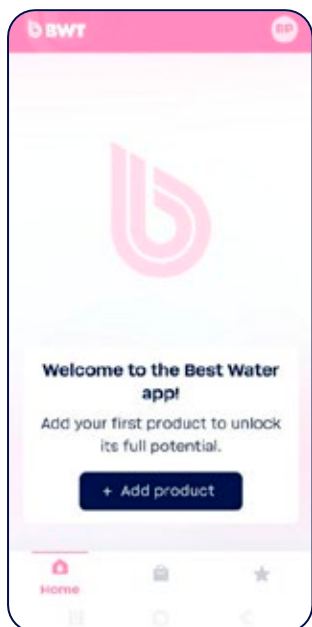 BWT
BP
Welcome to the Best Water
app!
Add your first product to unlock
its full potential.
+ Add product
Home